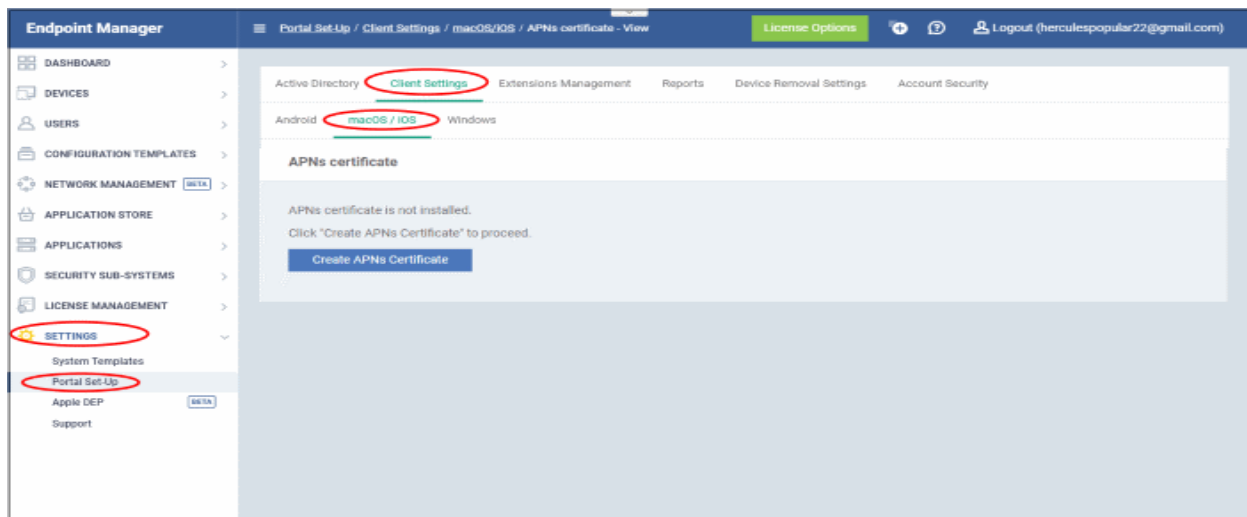 Endpoint Manager
Portal Set-Up / Client Settings / macOS/iOS / APNs certificate - View
License Options
Logout (herculespopular22@gmail.com)
DASHBOARD
DEVICES
USERS
CONFIGURATION TEMPLATES
NETWORK MANAGEMENT BETA
APPLICATION STORE
APPLICATIONS
SECURITY SUB-SYSTEMS
LICENSE MANAGEMENT
SETTINGS
System Templates
Portal Set-Up
Apple DEP BETA
Support
Active Directory Client Settings Extensions Management Reports Device Removal Settings Account Security
Android macOS / IOS Windows
APNs certificate
APNs certificate is not installed.
Click "Create APNs Certificate" to proceed.
Create APNs Certificate